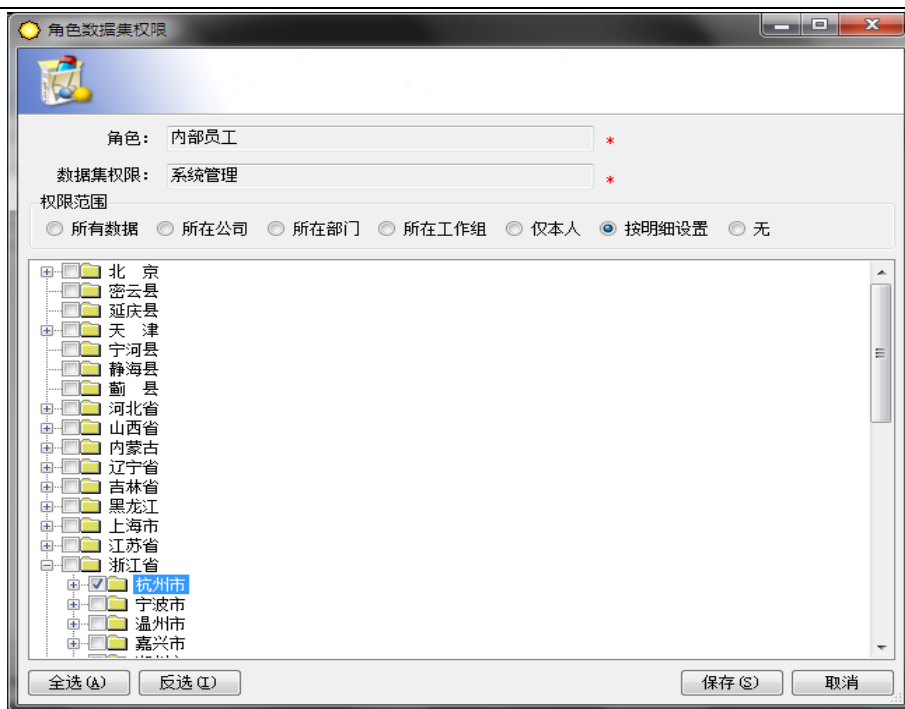 角色数据集权限
角色： 内部员工 *
数据集权限： 系统管理 *
权限范围
所有数据 所在公司 所在部门 所在工作组 仅本人 按明细设置 无
北 京
密云县
延庆县
天 津
宁河县
静海县
蓟 县
河北省
山西省
内蒙古
辽宁省
吉林省
黑龙江
上海市
江苏省
浙江省
杭州市
宁波市
温州市
嘉兴市
全选(A) 反选(I) 保存(S) 取消